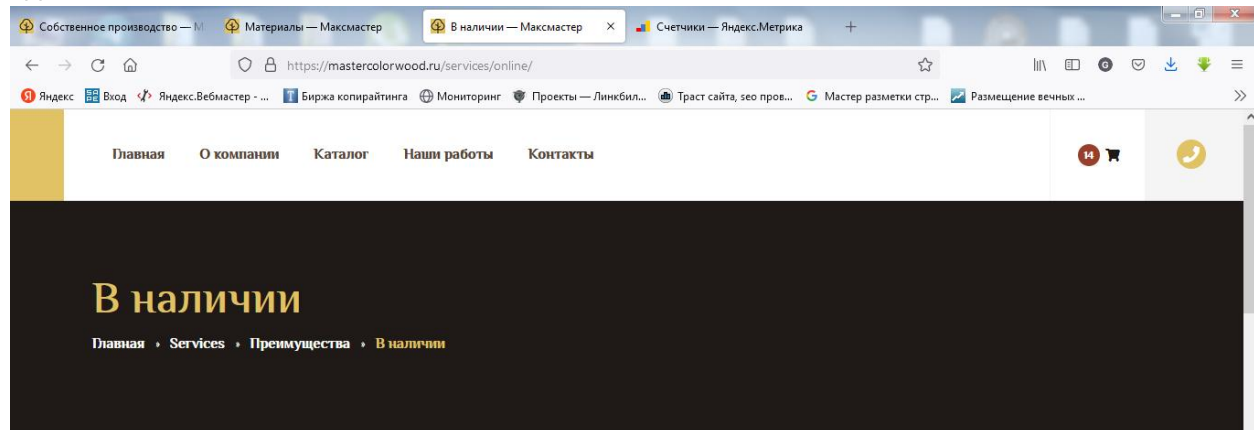 Собственное производство — М
Материалы — Максмастер
В наличии — Максмастер
Счетчики — Яндекс.Метрика
https://mastercolorwood.ru/services/online/
Яндекс Вход Яндекс.Вебмастер - ... Биржа копирайтинга Мониторинг Проекты — Линкбил... Траст сайта, seo пров... Мастер разметки стр... Размещение вечных ...
Главная О компании Каталог Наши работы Контакты 14
В наличии
Главная › Services › Преимущества › В наличии